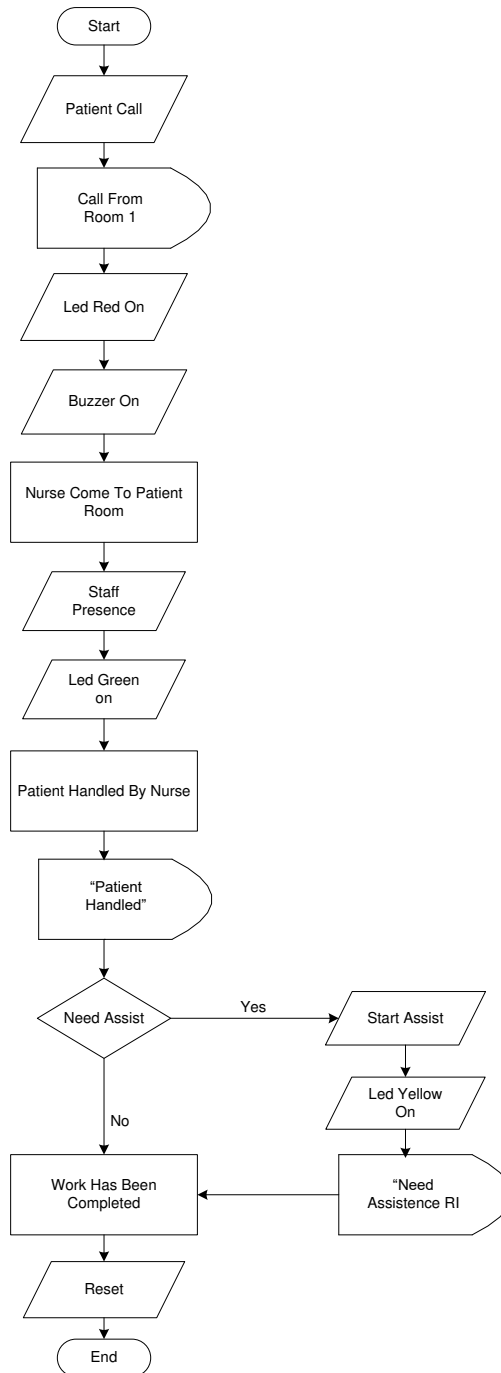 Start
Patient Call
Call From
Room 1
Led Red On
Buzzer On
Nurse Come To Patient
Room
Staff
Presence
Led Green
on
Patient Handled By Nurse
“Patient
Handled”
Need Assist
Yes
Start Assist
Led Yellow
On
No
Work Has Been
Completed
“Need
Assistence RI
Reset
End